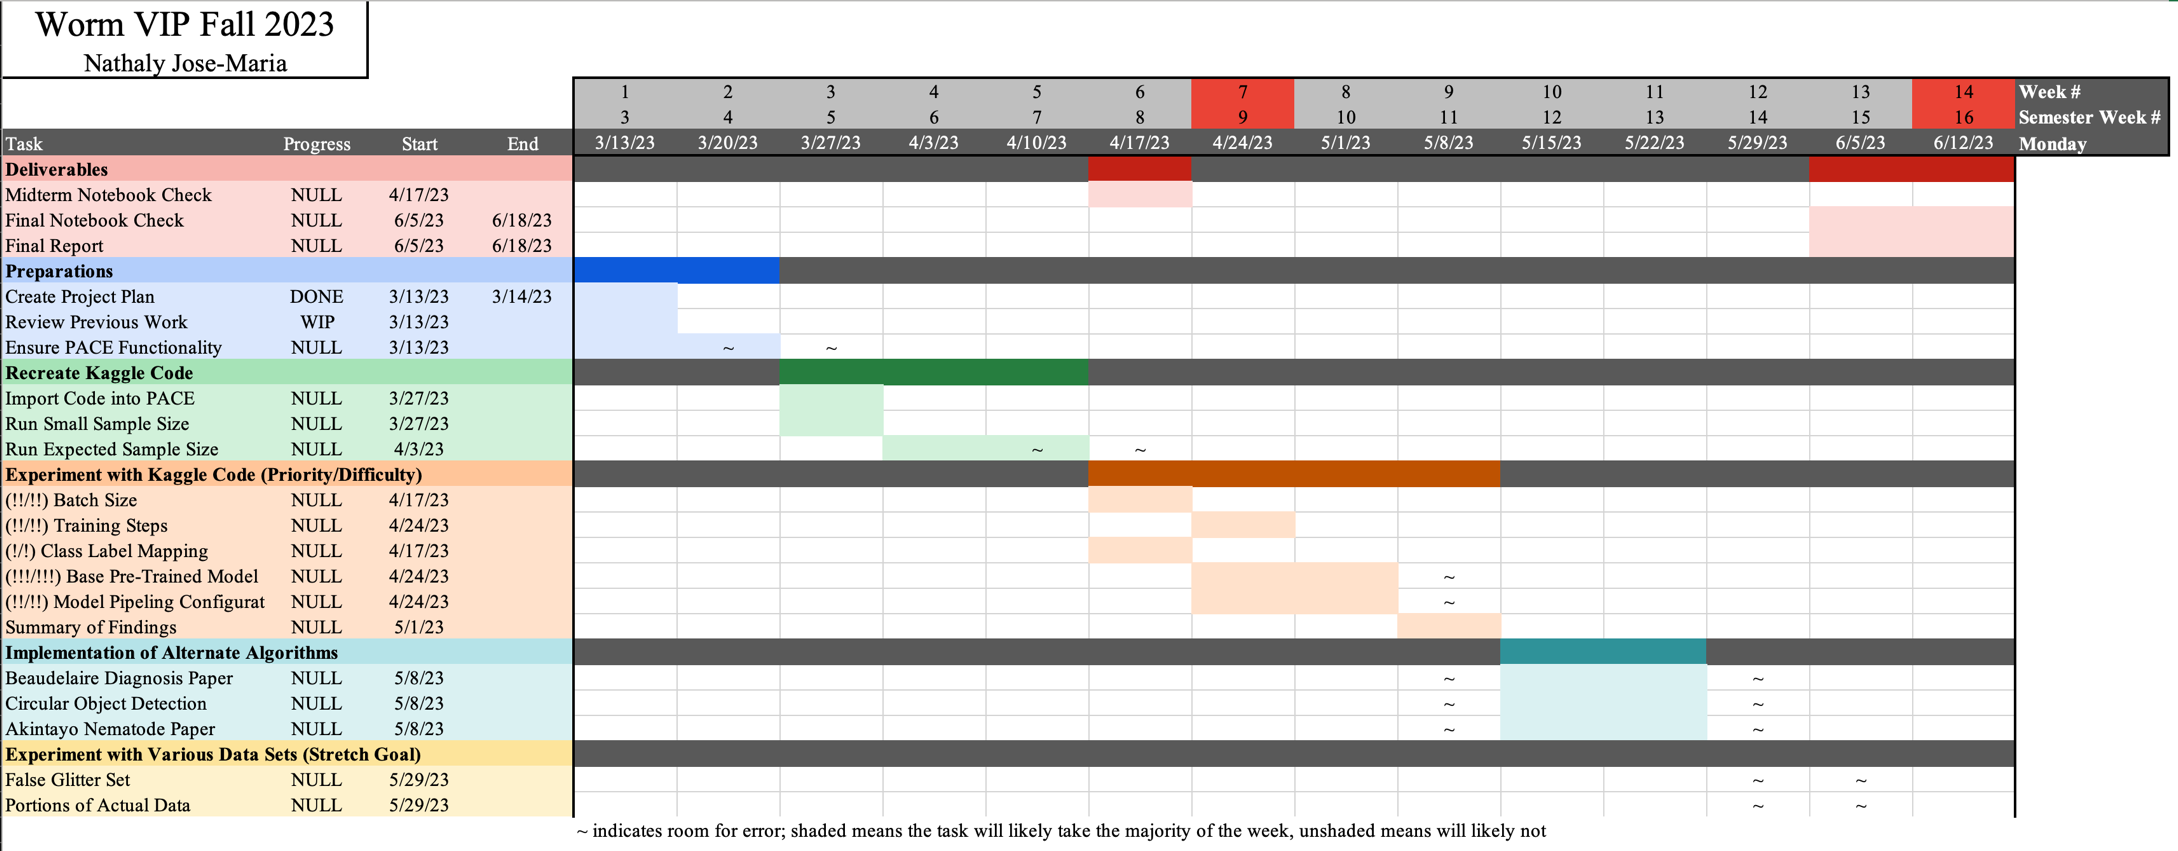 Worm VIP Fall 2023
Nathaly Jose-Maria
1 2 3 4 5 6 7 8 9 10 11 12 13 14 Week #
3 4 5 6 7 8 9 10 11 12 13 14 15 16 Semester Week #
Task Progress Start End 3/13/23 3/20/23 3/27/23 4/3/23 4/10/23 4/17/23 4/24/23 5/1/23 5/8/23 5/15/23 5/22/23 5/29/23 6/5/23 6/12/23 Monday
Deliverables
Midterm Notebook Check NULL 4/17/23
Final Notebook Check NULL 6/5/23 6/18/23
Final Report NULL 6/5/23 6/18/23
Preparations
Create Project Plan DONE 3/13/23 3/14/23
Review Previous Work WIP 3/13/23
Ensure PACE Functionality NULL 3/13/23 ~ ~
Recreate Kaggle Code
Import Code into PACE NULL 3/27/23
Run Small Sample Size NULL 3/27/23
Run Expected Sample Size NULL 4/3/23 ~ ~
Experiment with Kaggle Code (Priority/Difficulty)
(!!/!!) Batch Size NULL 4/17/23
(!!/!!) Training Steps NULL 4/24/23
(!/!) Class Label Mapping NULL 4/17/23
(!!!/!!!) Base Pre-Trained Model NULL 4/24/23 ~
(!!/!!) Model Pipeling Configurat NULL 4/24/23 ~
Summary of Findings NULL 5/1/23
Implementation of Alternate Algorithms
Beaudelaire Diagnosis Paper NULL 5/8/23 ~ ~
Circular Object Detection NULL 5/8/23 ~ ~
Akintayo Nematode Paper NULL 5/8/23 ~ ~
Experiment with Various Data Sets (Stretch Goal)
False Glitter Set NULL 5/29/23 ~ ~
Portions of Actual Data NULL 5/29/23 ~ ~
~ indicates room for error; shaded means the task will likely take the majority of the week, unshaded means will likely not